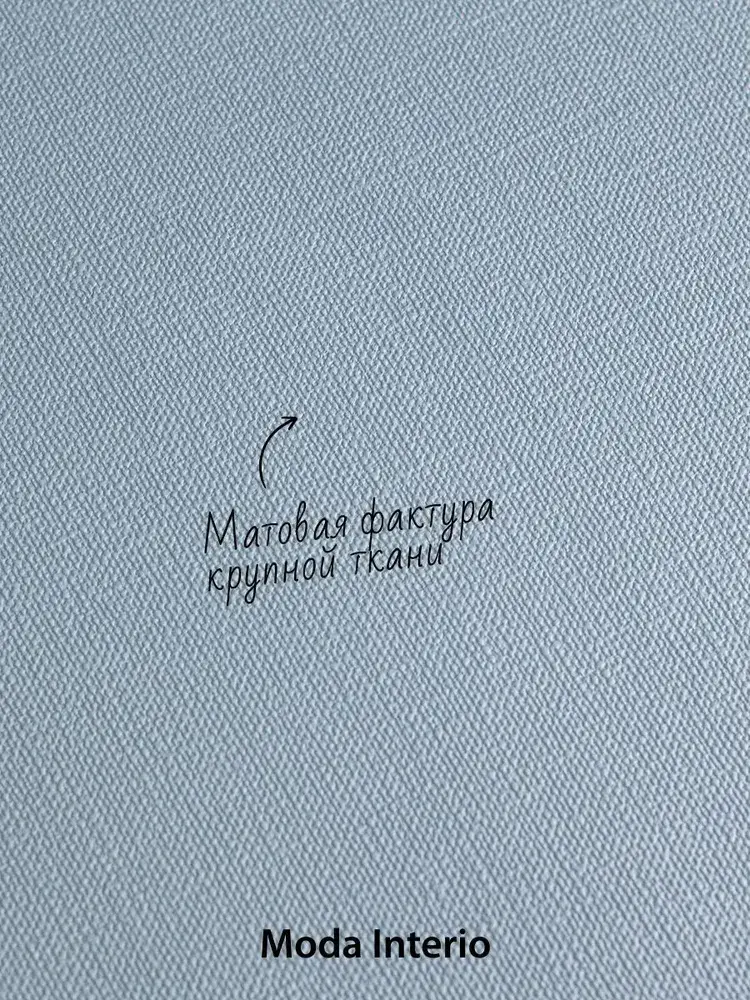 Матовая фактура
крупной ткани
Moda Interio